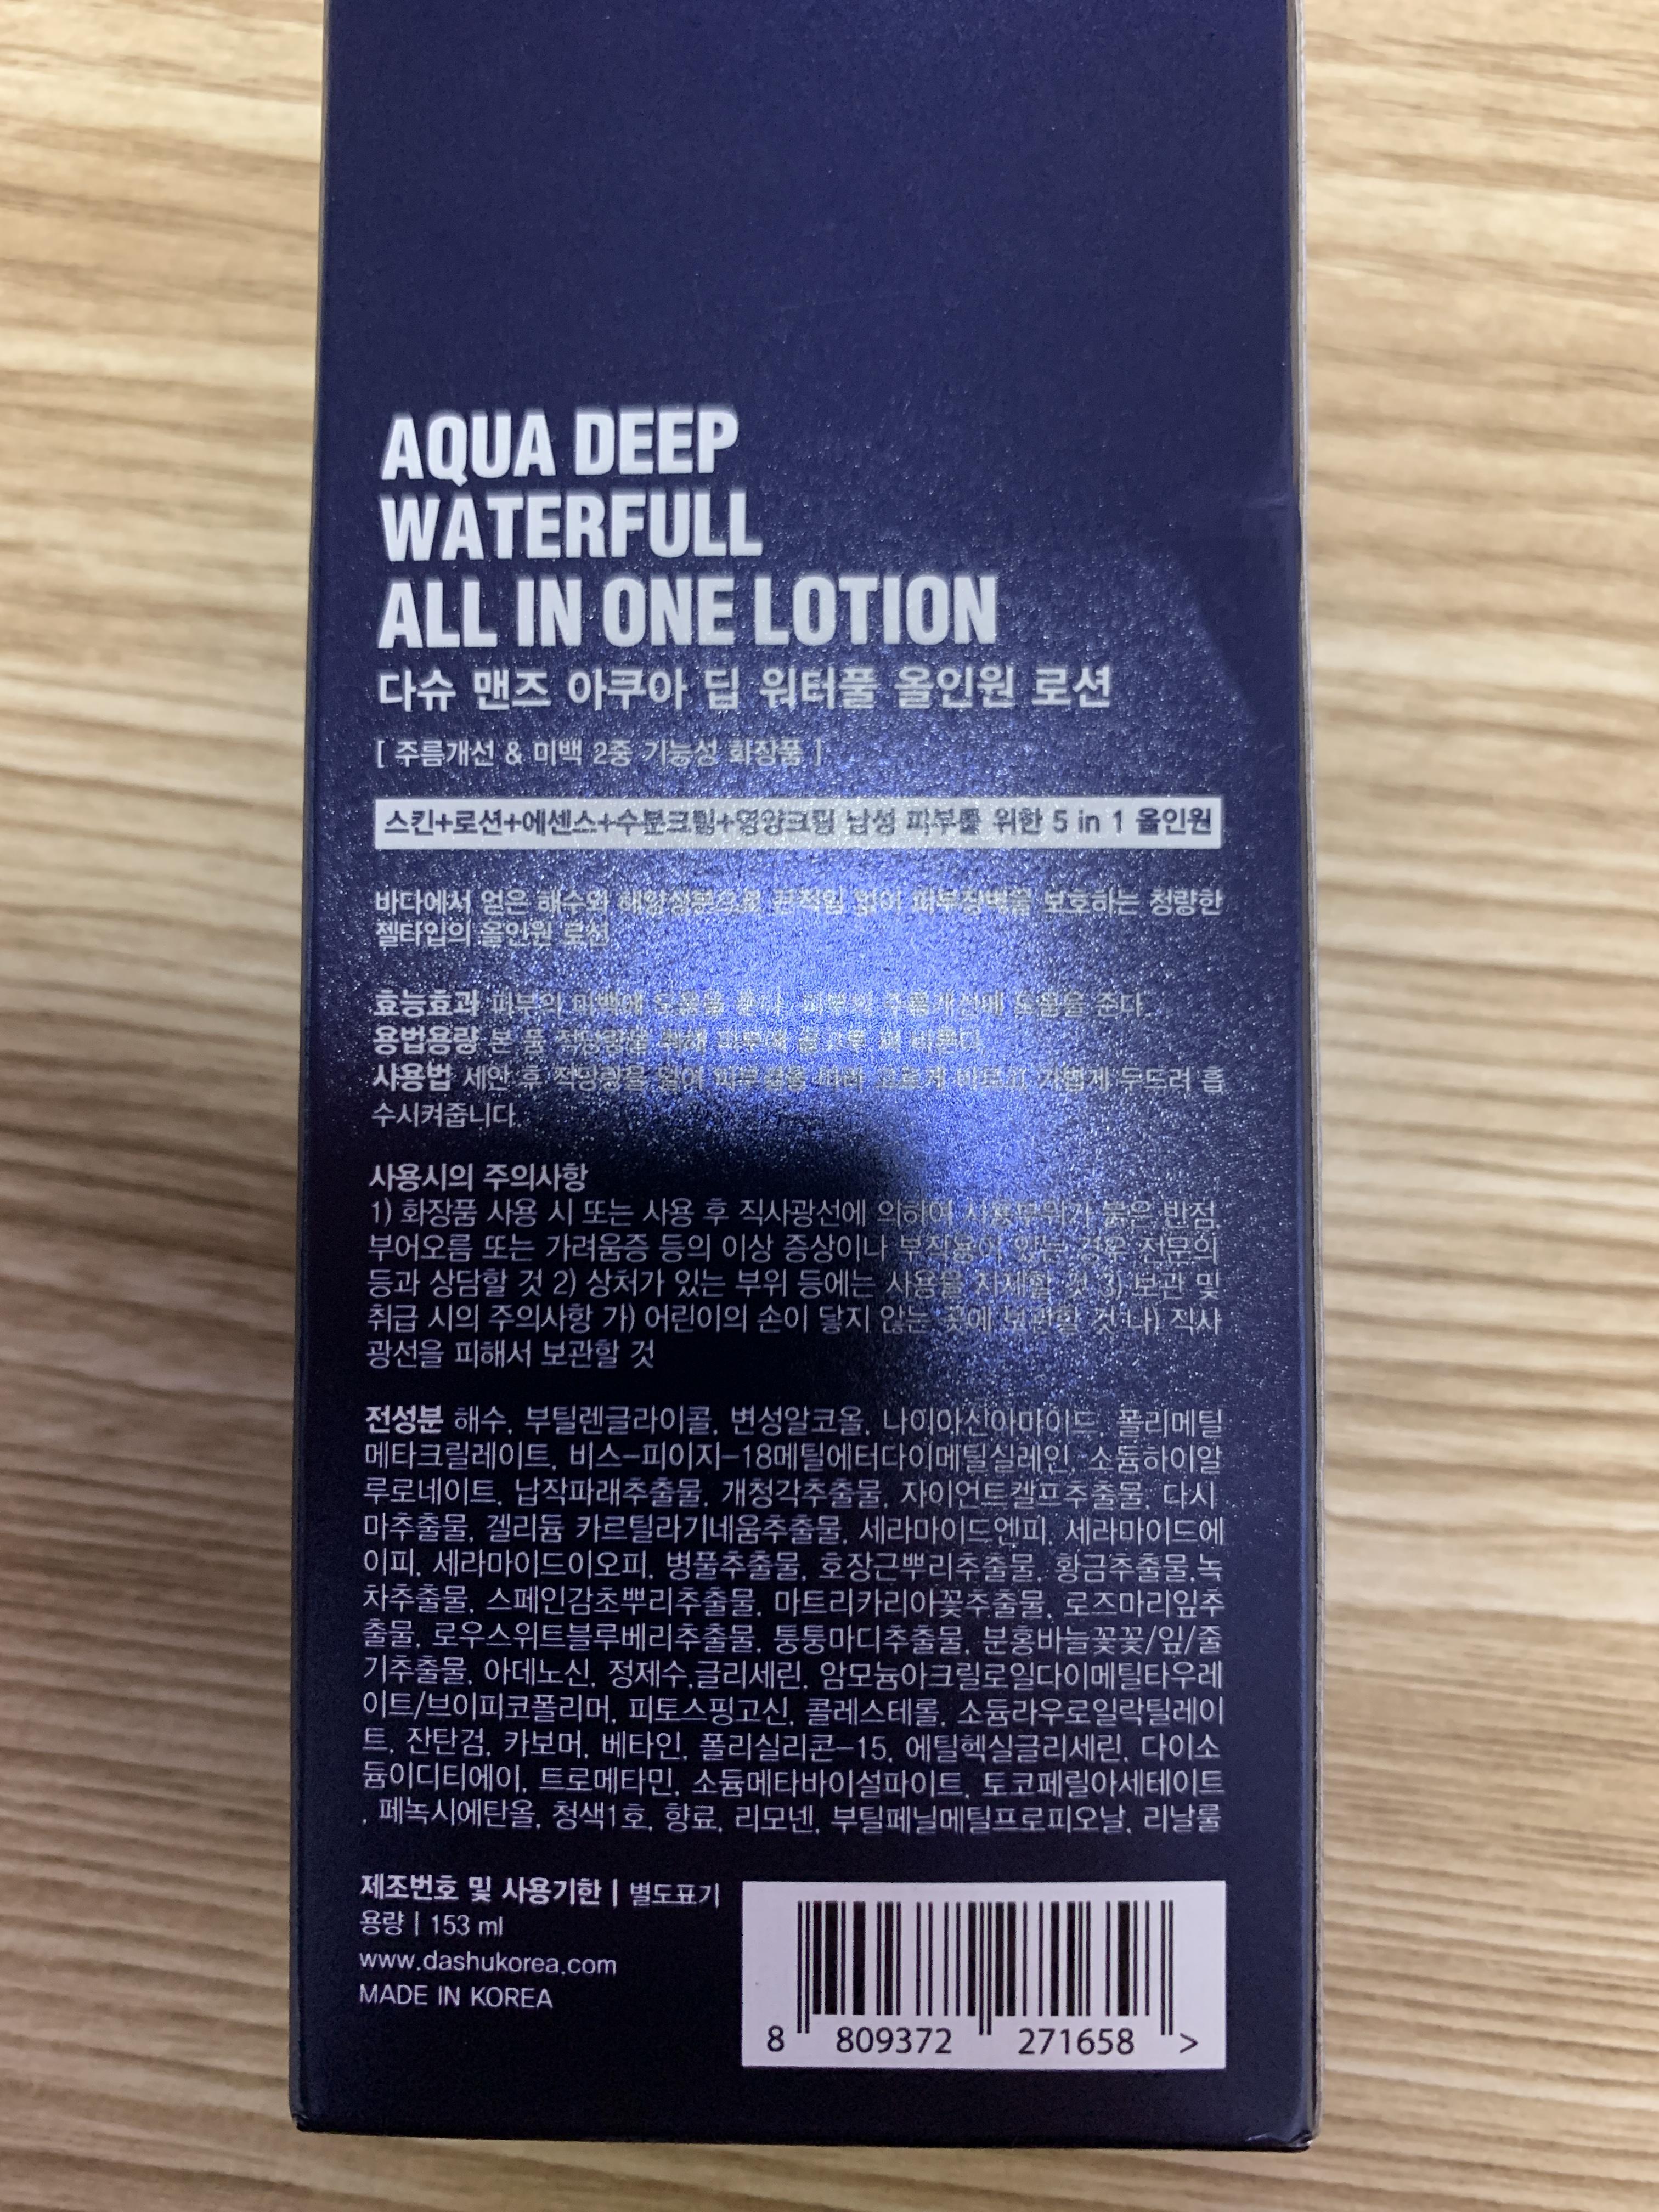 AQUA DEEP
WATERFULL
ALL IN ONE LOTION
다슈 맨즈 아쿠아 딥 워터풀 올인원 로션
[ 주름개선 & 미백 2중 기능성 화장품 ]
스킨+로션+에센스+수분크림+영양크림 남성 피부를 위한 5 in 1 올인원
바다에서 얻은 해수와 해양성분으로 끈적임 없이 피부장벽을 보호하는 청량한
젤타입의 올인원 로션
효능효과 피부의 미백에 도움을 준다. 피부의 주름개선에 도움을 준다.
용법용량 본 품 적당량을 취해 피부에 골고루 펴 바른다.
사용법 세안 후 적당량을 덜어 피부결을 따라 고르게 바르고 가볍게 두드려 흡
수시켜줍니다.
사용시의 주의사항
1) 화장품 사용 시 또는 사용 후 직사광선에 의하여 사용부위가 붉은 반점,
부어오름 또는 가려움증 등의 이상 증상이나 부작용이 있는 경우 전문의
등과 상담할 것 2) 상처가 있는 부위 등에는 사용을 자제할 것 3) 보관 및
취급 시의 주의사항 가) 어린이의 손이 닿지 않는 곳에 보관할 것 나) 직사
광선을 피해서 보관할 것
전성분 해수, 부틸렌글라이콜, 변성알코올, 나이아신아마이드, 폴리메틸
메타크릴레이트, 비스-피이지-18메틸에터다이메틸실레인, 소듐하이알
루로네이트, 납작파래추출물, 개청각추출물, 자이언트켈프추출물, 다시
마추출물, 겔리듐 카르틸라기네움추출물, 세라마이드엔피, 세라마이드에
이피, 세라마이드이오피, 병풀추출물, 호장근뿌리추출물, 황금추출물,녹
차추출물, 스페인감초뿌리추출물, 마트리카리아꽃추출물, 로즈마리잎추
출물, 로우스위트블루베리추출물, 퉁퉁마디추출물, 분홍바늘꽃꽃/잎/줄
기추출물, 아데노신, 정제수,글리세린, 암모늄아크릴로일다이메틸타우레
이트/브이피코폴리머, 피토스핑고신, 콜레스테롤, 소듐라우로일락틸레이
트, 잔탄검, 카보머, 베타인, 폴리실리콘-15, 에틸헥실글리세린, 다이소
듐이디티에이, 트로메타민, 소듐메타바이설파이트, 토코페릴아세테이트
, 페녹시에탄올, 청색1호, 향료, 리모넨, 부틸페닐메틸프로피오날, 리날룰
제조번호 및 사용기한 | 별도표기
용량 | 153 ml
www.dashukorea.com
MADE IN KOREA
8 809372 271658 >